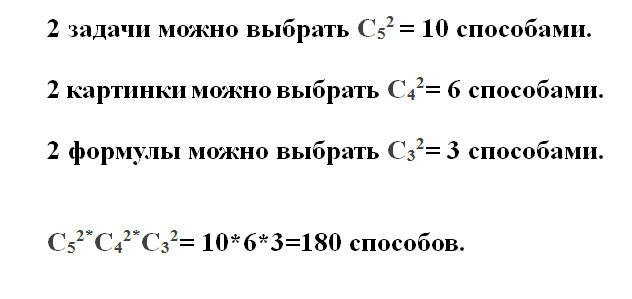 2 задачи можно выбрать C₅² = 10 способами.
2 картинки можно выбрать C₄²= 6 способами.
2 формулы можно выбрать C₃²= 3 способами.
C₅²*C₄²*C₃²= 10*6*3=180 способов.